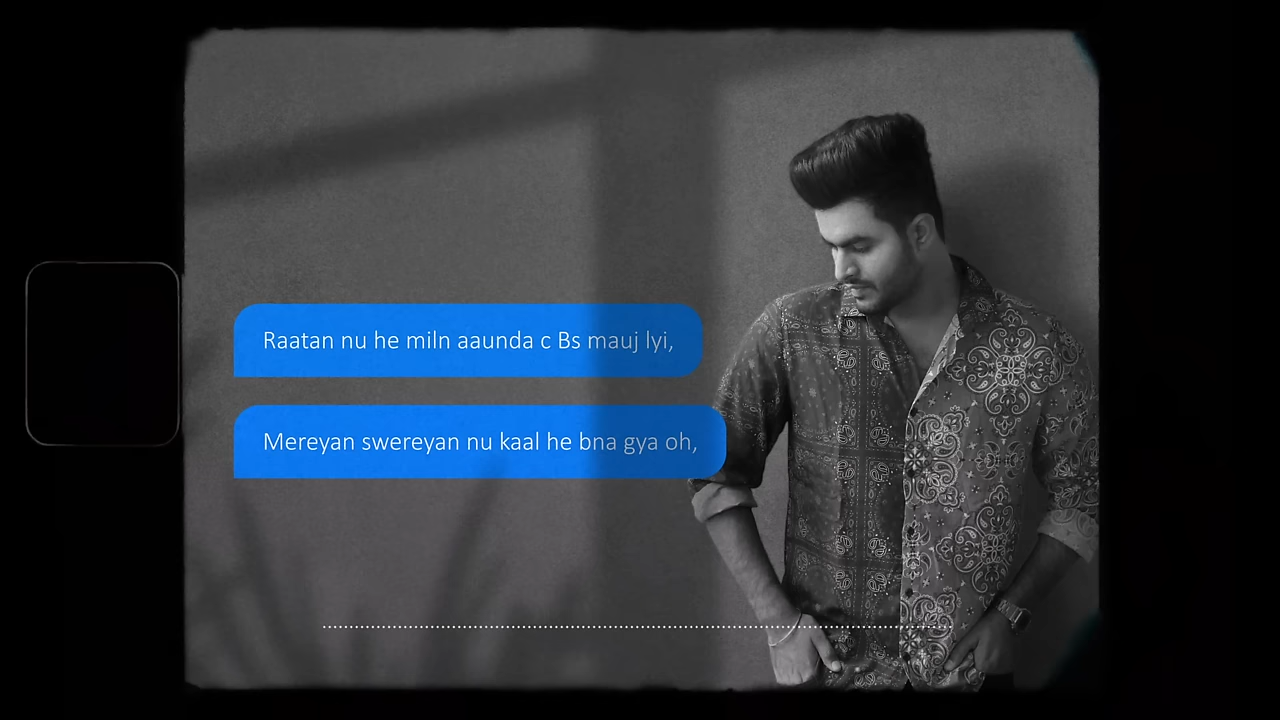 Raatan nu he miln aaunda c Bs mauj lyi,
Mereyan swereyan nu kaal he bna gya oh,